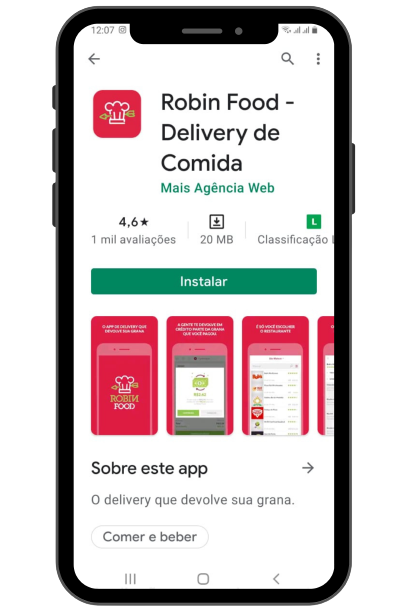 12:07
Robin Food -
Delivery de
Comida
Mais Agência Web
4,6★
1 mil avaliações
20 MB
L
Classificação L
Instalar
O APP DE DELIVERY QUE
DEVOLVE SUA GRANA
ROBIN
FOOD
A GENTE TE DEVOLVE EM
CRÉDITO PARTE DA GRANA
QUE VOCÊ PAGOU.
É SÓ VOCÊ ESCOLHER
O RESTAURANTE
Sobre este app
O delivery que devolve sua grana.
Comer e beber